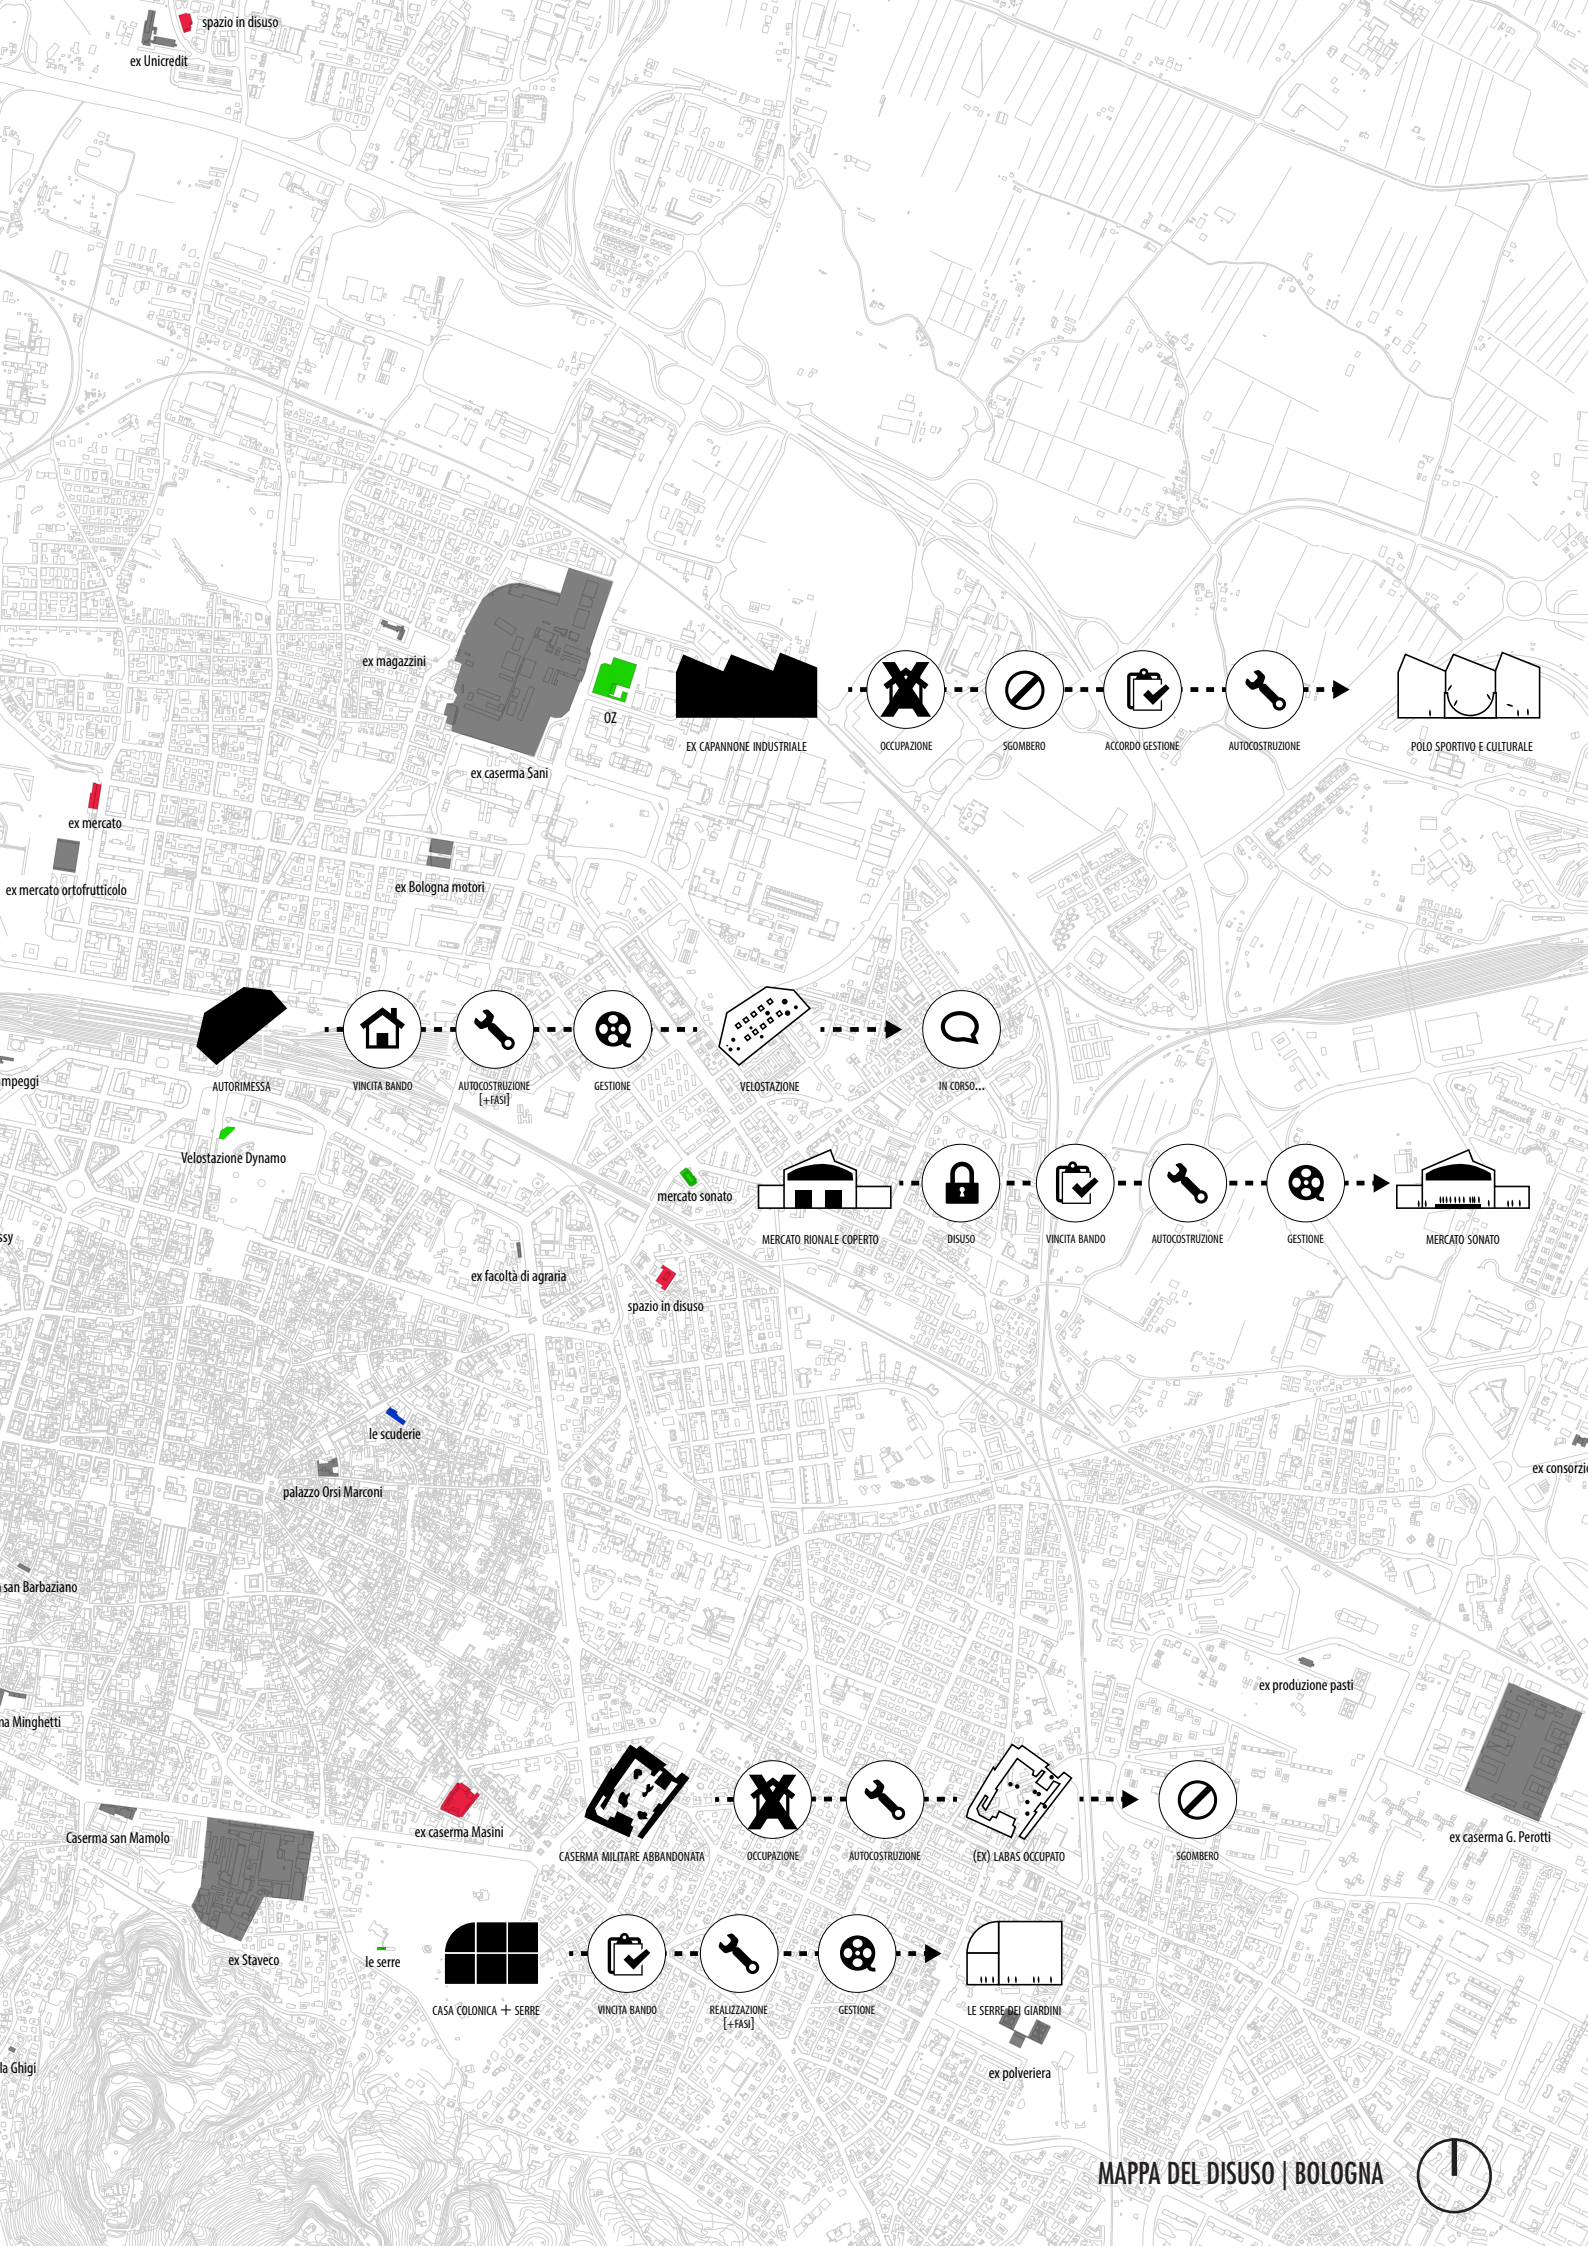 spazio in disuso
ex Unicredit
ex magazzini
OZ
EX CAPANNONE INDUSTRIALE
OCCUPAZIONE
SGOMBERO
ACCORDO GESTIONE
AUTOCOSTRUZIONE
POLO SPORTIVO E CULTURALE
ex caserma Sani
ex mercato
ex mercato ortofrutticolo
ex Bologna motori
mpeggi
AUTORIMESSA
VINCITA BANDO
AUTOCOSTRUZIONE
[+FASI]
GESTIONE
VELOSTAZIONE
IN CORSO...
Velostazione Dynamo
mercato sonato
MERCATO RIONALE COPERTO
DISUSO
VINCITA BANDO
AUTOCOSTRUZIONE
GESTIONE
MERCATO SONATO
ssy
ex facoltà di agraria
spazio in disuso
le scuderie
palazzo Orsi Marconi
ex consorzi
san Barbaziano
ex produzione pasti
na Minghetti
Caserma san Mamolo
ex caserma Masini
CASERMA MILITARE ABBANDONATA
OCCUPAZIONE
AUTOCOSTRUZIONE
(EX) LABAS OCCUPATO
SGOMBERO
ex caserma G. Perotti
ex Staveco
le serre
CASA COLONICA + SERRE
VINCITA BANDO
REALIZZAZIONE
[+FASI]
GESTIONE
LE SERRE DEI GIARDINI
la Ghigi
ex polveriera
MAPPA DEL DISUSO | BOLOGNA